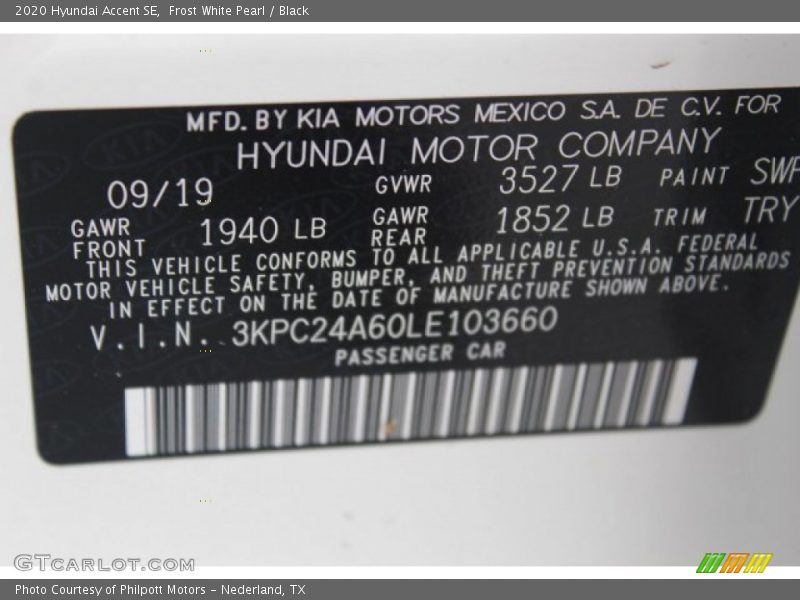 2020 Hyundai Accent SE,  Frost White Pearl / Black
MFD. BY KIA MOTORS MEXICO S.A. DE C.V. FOR
HYUNDAI MOTOR COMPANY
09/19 GVWR 3527 LB PAINT SWP
GAWR FRONT 1940 LB GAWR REAR 1852 LB TRIM TRY
THIS VEHICLE CONFORMS TO ALL APPLICABLE U.S.A. FEDERAL
MOTOR VEHICLE SAFETY, BUMPER, AND THEFT PREVENTION STANDARDS
IN EFFECT ON THE DATE OF MANUFACTURE SHOWN ABOVE.
V.I.N. 3KPC24A60LE103660
PASSENGER CAR
GTCARLOT.COM
Photo Courtesy of Philpott Motors - Nederland, TX